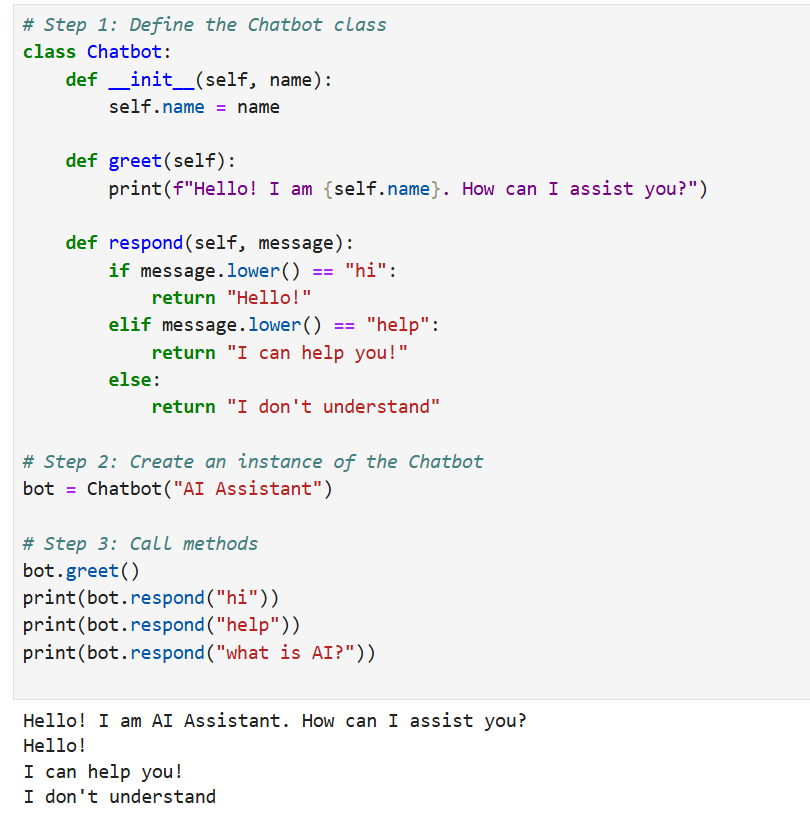 # Step 1: Define the Chatbot class
class Chatbot:
    def __init__(self, name):
        self.name = name

    def greet(self):
        print(f"Hello! I am {self.name}. How can I assist you?")

    def respond(self, message):
        if message.lower() == "hi":
            return "Hello!"
        elif message.lower() == "help":
            return "I can help you!"
        else:
            return "I don't understand"

# Step 2: Create an instance of the Chatbot
bot = Chatbot("AI Assistant")

# Step 3: Call methods
bot.greet()
print(bot.respond("hi"))
print(bot.respond("help"))
print(bot.respond("what is AI?"))

Hello! I am AI Assistant. How can I assist you?
Hello!
I can help you!
I don't understand